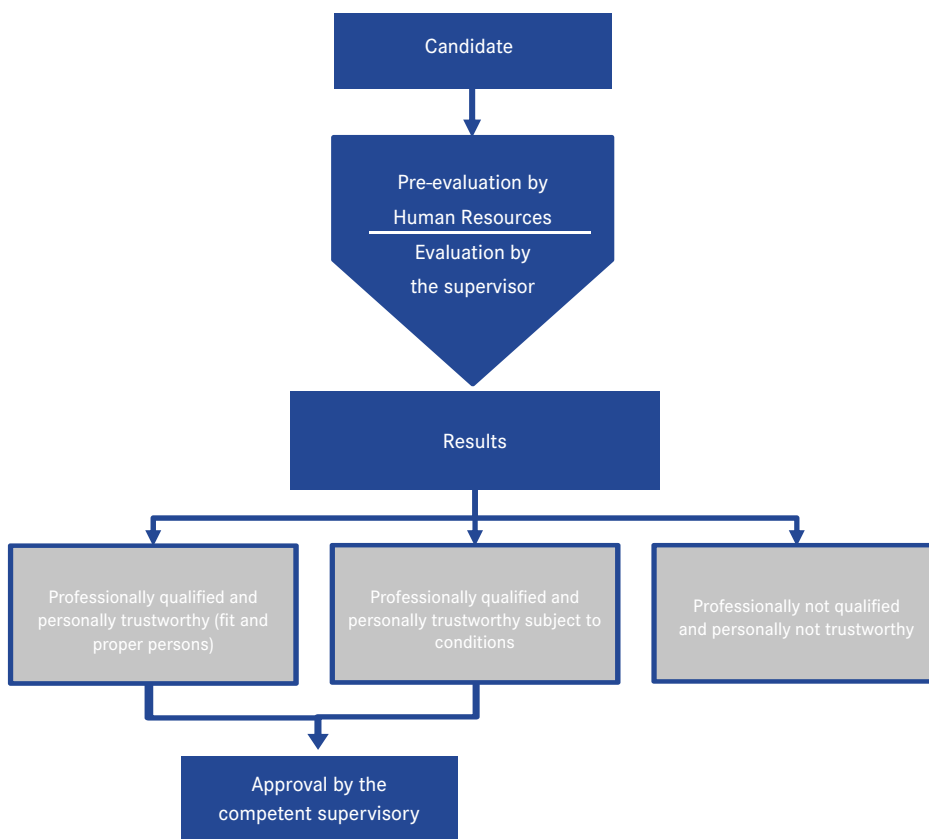 Candidate
Pre-evaluation by
Human Resources
Evaluation by
the supervisor
Results
Professionally qualified and
personally trustworthy (fit and
proper persons)
Professionally qualified and
personally trustworthy subject to
conditions
Professionally not qualified
and personally not trustworthy
Approval by the
competent supervisory